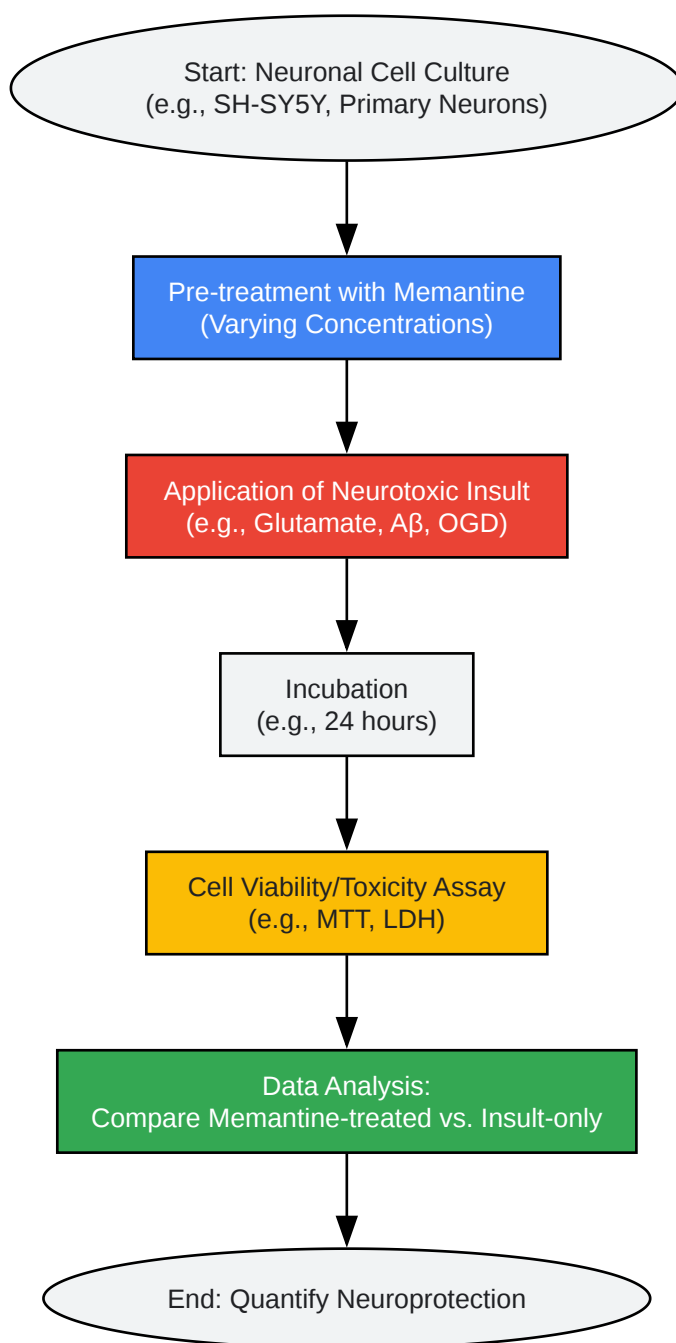 Start: Neuronal Cell Culture
(e.g., SH-SY5Y, Primary Neurons)
Pre-treatment with Memantine
(Varying Concentrations)
Application of Neurotoxic Insult
(e.g., Glutamate, Aβ, OGD)
Incubation
(e.g., 24 hours)
Cell Viability/Toxicity Assay
(e.g., MTT, LDH)
Data Analysis:
Compare Memantine-treated vs. Insult-only
End: Quantify Neuroprotection